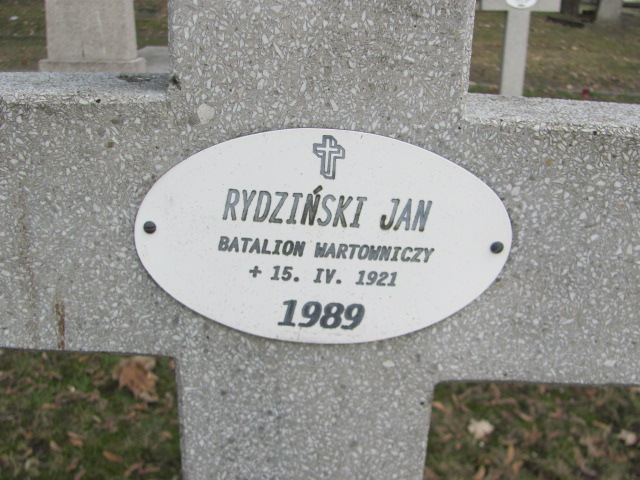 RYDZIŃSKI JAN
BATALION WARTOWNICZY
+ 15. IV. 1921
1989